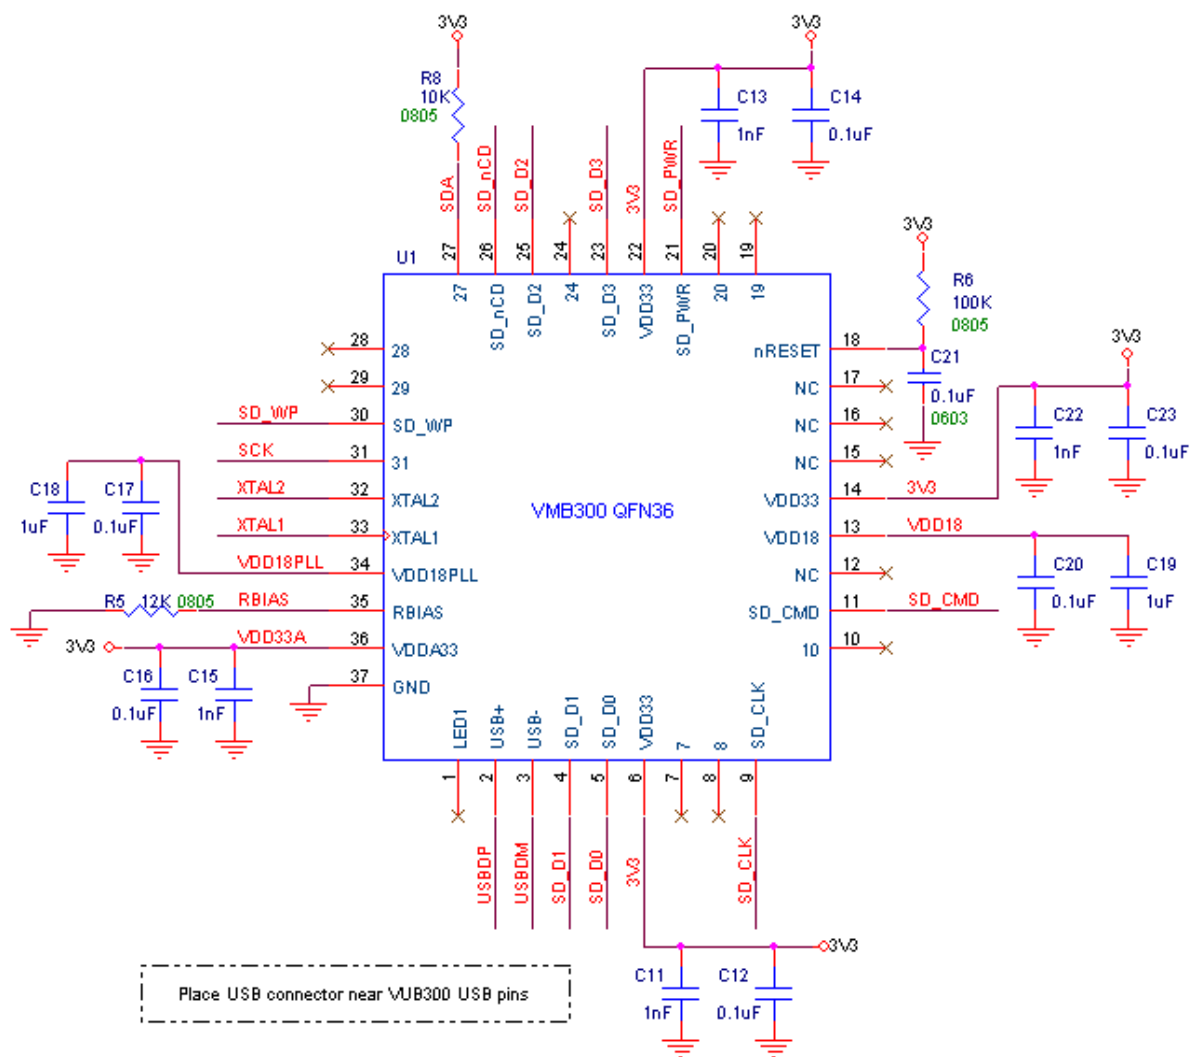 3V3
3V3
R8
10K
0805
C13
1nF
C14
0.1uF
SDA
SD_nCD
SD_D2
SD_D3
3V3
SD_PWR
27
26
25
24
23
22
21
20
19
U1
27
SD_nCD
SD_D2
24
SD_D3
VDD33
SD_PWR
20
19
3V3
R6
100K
0805
28
28
29
29
SD_WP
30
SD_WP
SCK
31
31
XTAL2
32
XTAL2
XTAL1
33
XTAL1
VDD18PLL
34
VDD18PLL
R5
12K
0805
RBIAS
35
RBIAS
3V3
VDD33A
36
VDDA33
37
GND
C18
1uF
C17
0.1uF
C16
0.1uF
C15
1nF
VMB300 QFN36
nRESET
18
NC
17
NC
16
NC
15
VDD33
14
3V3
VDD18
13
VDD18
NC
12
SD_CMD
11
SD_CMD
10
10
C21
0.1uF
0603
3V3
C22
1nF
C23
0.1uF
C20
0.1uF
C19
1uF
LED1
USB+
USB-
SD_D1
SD_D0
VDD33
7
8
SD_CLK
1
2
3
4
5
6
7
8
9
USBDP
USBDM
SD_D1
SD_D0
3V3
SD_CLK
3V3
C11
1nF
C12
0.1uF
Place USB connector near VUB300 USB pins